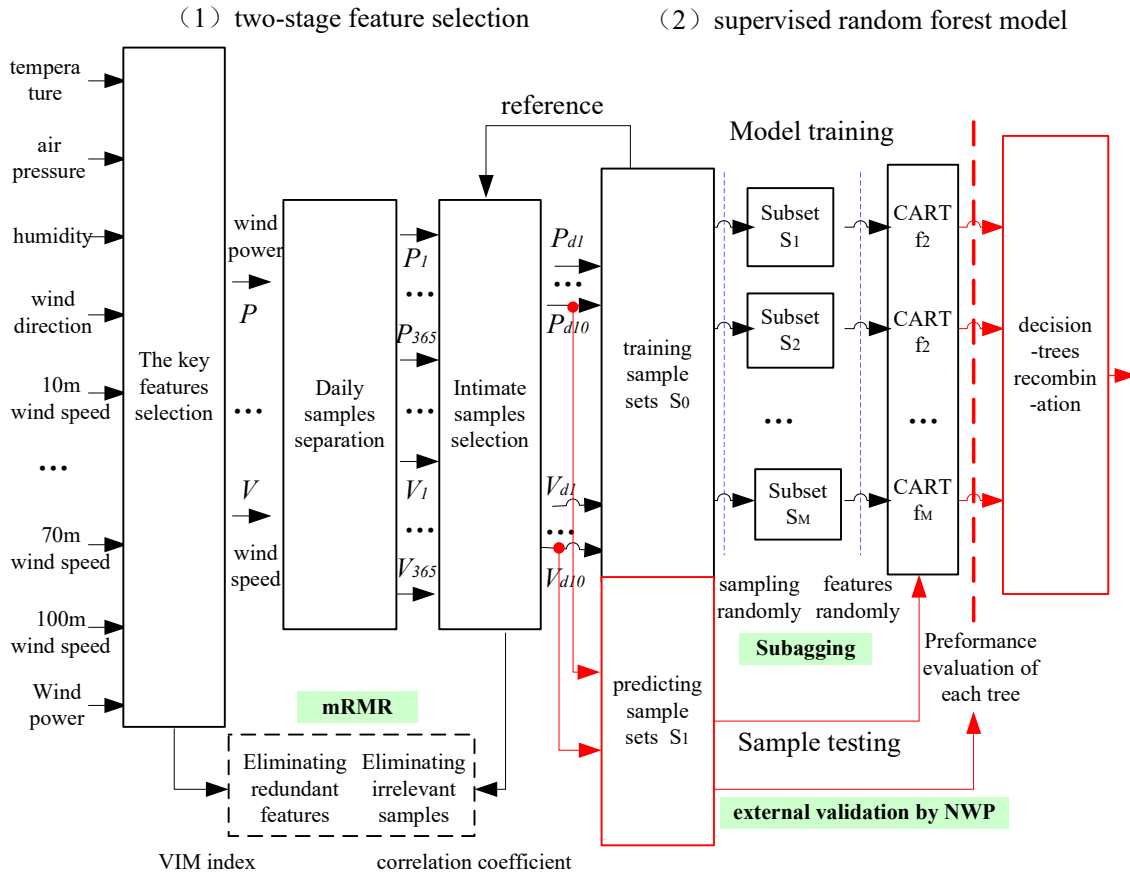 （1）two-stage feature selection
（2）supervised random forest model
tempera
ture
air
pressure
humidity
wind
direction
10m
wind speed
...
70m
wind speed
100m
wind speed
Wind
power
The key
features
selection
wind
power
P
...
V
wind
speed
Daily
samples
separation
P1
...
P365
...
V1
...
V365
Intimate
samples
selection
reference
Pd1
...
Pd10
Vd1
...
Vd10
training
sample
sets S0
predicting
sample
sets S1
Model training
Subset
S1
Subset
S2
...
Subset
SM
CART
f2
CART
f2
...
CART
fM
decision
-trees
recombin
-ation
sampling
randomly
features
randomly
Subagging
Preformance
evaluation of
each tree
Sample testing
external validation by NWP
mRMR
Eliminating
redundant
features
Eliminating
irrelevant
samples
VIM index
correlation coefficient